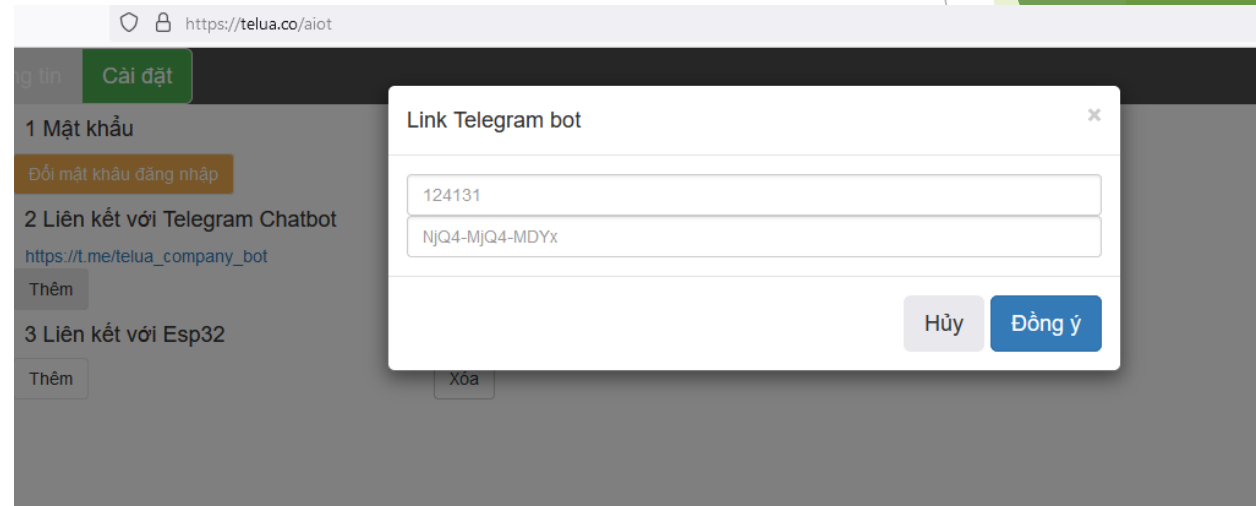 https://telua.co/aiot
ng tin Cài đặt
Link Telegram bot ×
1 Mật khẩu
Đổi mật khẩu đăng nhập
124131
2 Liên kết với Telegram Chatbot
NjQ4-MjQ4-MDYx
https://t.me/telua_company_bot
Thêm
Hủy Đồng ý
3 Liên kết với Esp32
Thêm
Xóa